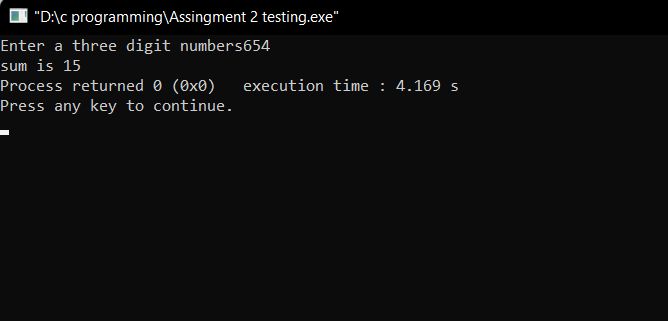 "D:\c programming\Assingment 2 testing.exe"
Enter a three digit numbers654
sum is 15
Process returned 0 (0x0)   execution time : 4.169 s
Press any key to continue.